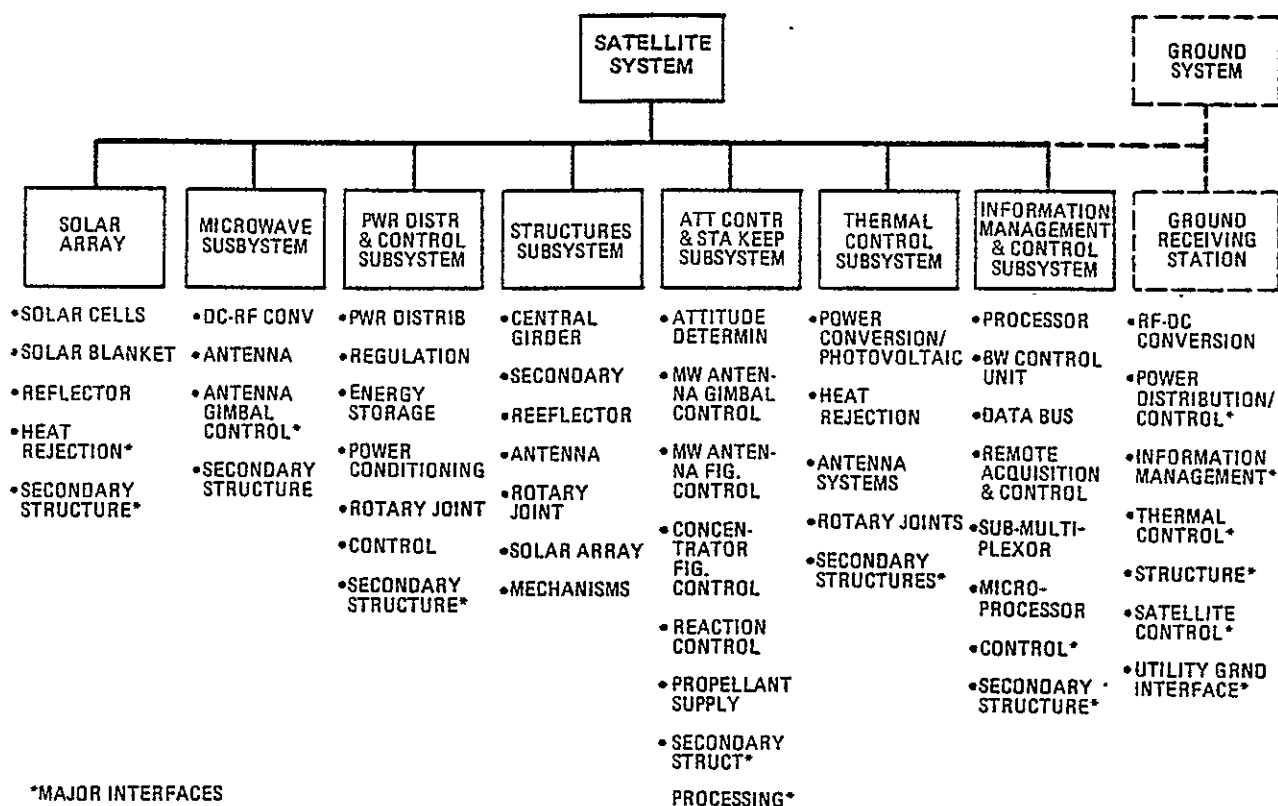 SATELLITE
SYSTEM
GROUND
SYSTEM
SOLAR
ARRAY
MICROWAVE
SUSBYSTEM
PWR DISTR
& CONTROL
SUBSYSTEM
STRUCTURES
SUBSYSTEM
ATT CONTR
& STA KEEP
SUBSYSTEM
THERMAL
CONTROL
SUBSYSTEM
INFORMATION
MANAGEMENT
& CONTROL
SUBSYSTEM
GROUND
RECEIVING
STATION
•SOLAR CELLS
•SOLAR BLANKET
•REFLECTOR
•HEAT
REJECTION*
•SECONDARY
STRUCTURE*
•DC-RF CONV
•ANTENNA
•ANTENNA
GIMBAL
CONTROL*
•SECONDARY
STRUCTURE
•PWR DISTRIB
•REGULATION
•ENERGY
STORAGE
•POWER
CONDITIONING
•ROTARY JOINT
•CONTROL
•SECONDARY
STRUCTURE*
•CENTRAL
GIRDER
•SECONDARY
•REEFLECTOR
•ANTENNA
•ROTARY
JOINT
•SOLAR ARRAY
•MECHANISMS
•ATTITUDE
DETERMIN
•MW ANTEN-
NA GIMBAL
CONTROL
•MW ANTEN-
NA FIG.
CONTROL
•CONCEN-
TRATOR
FIG.
CONTROL
•REACTION
CONTROL
•PROPELLANT
SUPPLY
•SECONDARY
STRUCT*
PROCESSING*
•POWER
CONVERSION/
PHOTOVOLTAIC
•HEAT
REJECTION
•ANTENNA
SYSTEMS
•ROTARY JOINTS
•SECONDARY
STRUCTURES*
•PROCESSOR
•BW CONTROL
UNIT
•DATA BUS
•REMOTE
ACQUISITION
& CONTROL
•SUB-MULTI-
PLEXOR
•MICRO-
PROCESSOR
•CONTROL*
•SECONDARY
STRUCTURE*
•RF-DC
CONVERSION
•POWER
DISTRIBUTION/
CONTROL*
•INFORMATION
MANAGEMENT*
•THERMAL
CONTROL*
•STRUCTURE*
•SATELLITE
CONTROL*
•UTILITY GRND
INTERFACE*
*MAJOR INTERFACES